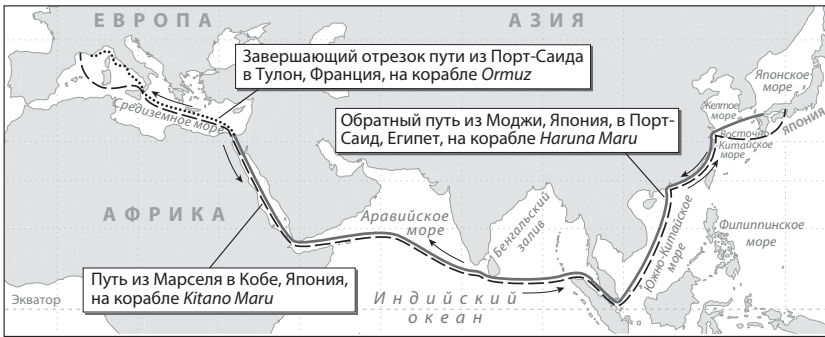 ЕВРОПА
АЗИЯ
Завершающий отрезок пути из Порт-Саида
в Тулон, Франция, на корабле Ormuz
Японское
море
Средиземное море
Обратный путь из Моджи, Япония, в Порт-
Саид, Египет, на корабле Haruna Maru
Желтое
море
ЯПОНИЯ
Восточно-
Китайское
море
АФРИКА
Аравийское
море
Бенгальский
залив
Южно-Китайское
море
Филиппинское
море
Путь из Марселя в Кобе, Япония,
на корабле Kitano Maru
Экватор
Индийский
океан